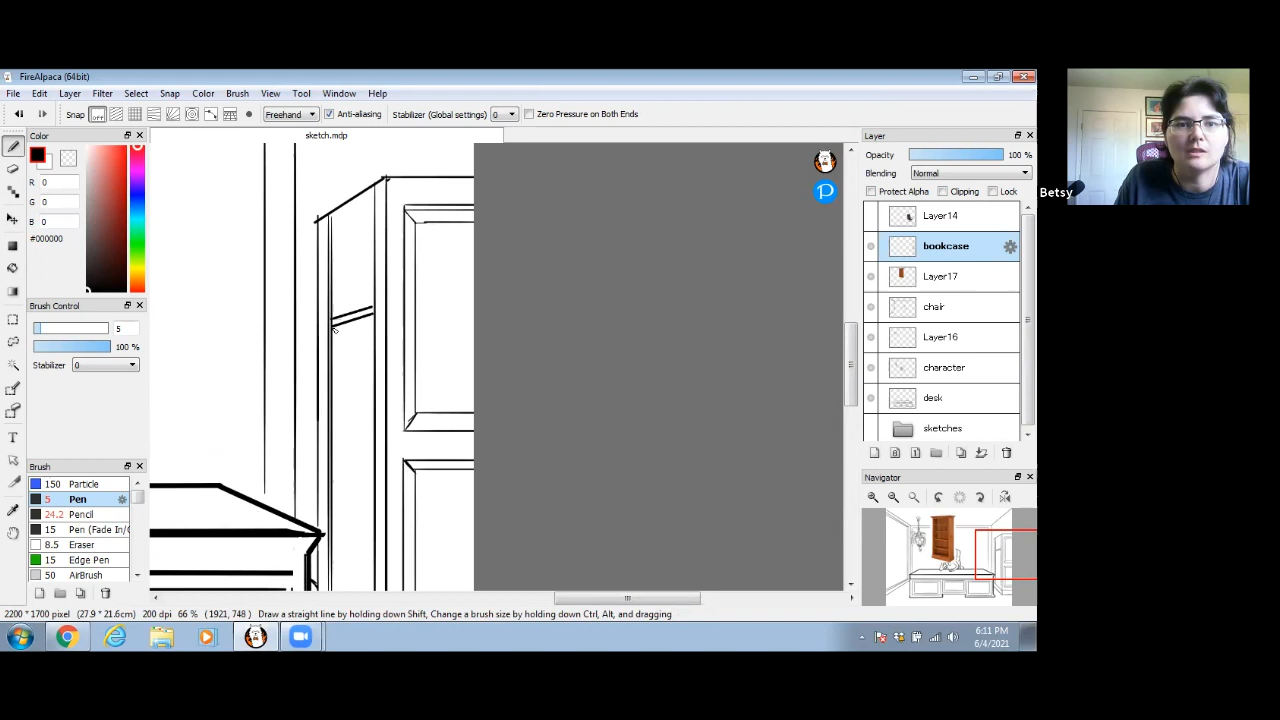 FireAlpaca (64bit)
File Edit Layer Filter Select Snap Color Brush View Tool Window Help
Snap OFF Freehand Anti-aliasing Stabilizer (Global settings) 0 Zero Pressure on Both Ends
Color
sketch.mdp
Layer
Opacity 100 %
Blending Normal
Protect Alpha Clipping Lock
R 0
G 0
B 0
#000000
Betsy
Layer14
bookcase
Layer17
chair
Layer16
character
desk
sketches
Brush Control
5
100 %
Stabilizer 0
Brush
150 Particle
5 Pen
24.2 Pencil
15 Pen (Fade In/
8.5 Eraser
15 Edge Pen
50 AirBrush
T
Navigator
2200 * 1700 pixel (27.9 * 21.6cm) 200 dpi 66 % (1921, 748) Draw a straight line by holding down Shift, Change a brush size by holding down Ctrl, Alt, and dragging
6:11 PM
6/4/2021